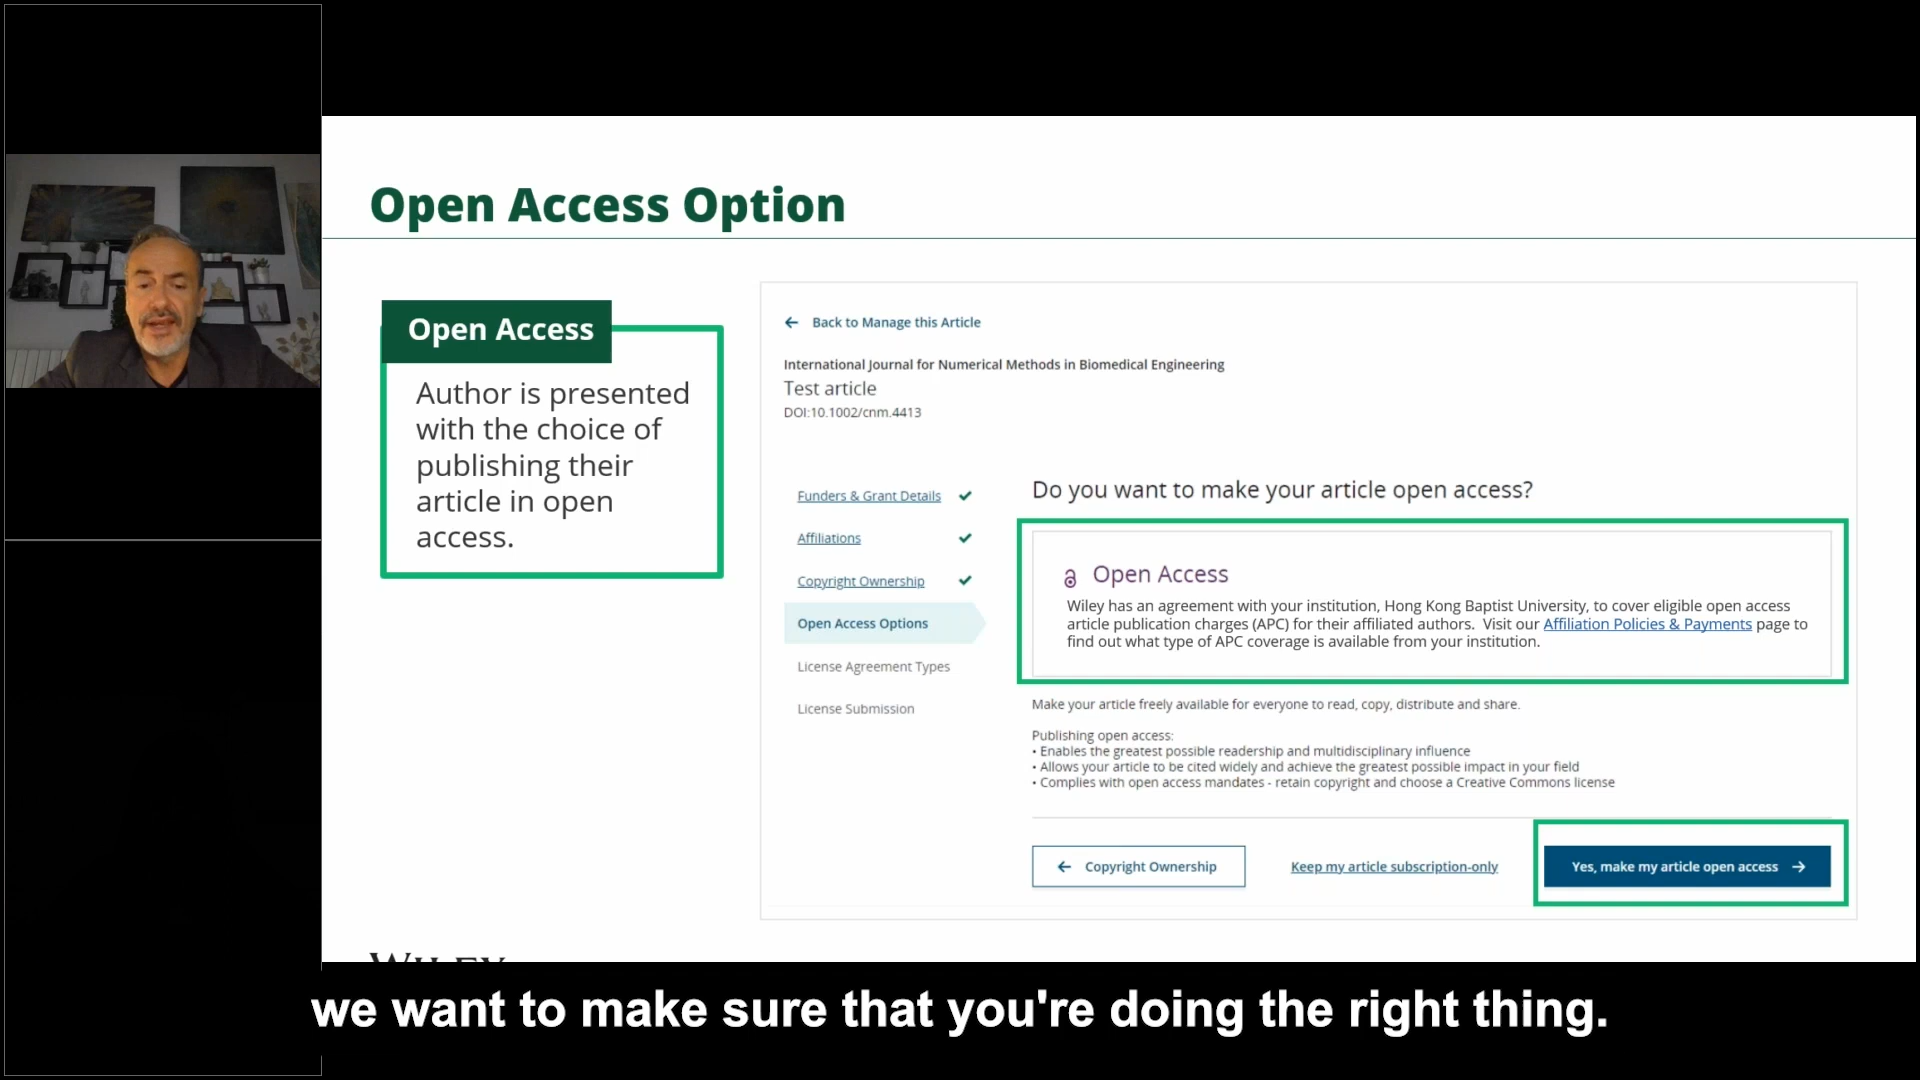 Open Access Option
Open Access
Author is presented
with the choice of
publishing their
article in open
access.
Back to Manage this Article
International Journal for Numerical Methods in Biomedical Engineering
Test article
DOI:10.1002/cnm.4413
Funders & Grant Details
Affiliations
Copyright Ownership
Open Access Options
License Agreement Types
License Submission
Do you want to make your article open access?
Open Access
Wiley has an agreement with your institution, Hong Kong Baptist University, to cover eligible open access
article publication charges (APC) for their affiliated authors. Visit our Affiliation Policies & Payments page to
find out what type of APC coverage is available from your institution.
Make your article freely available for everyone to read, copy, distribute and share.
Publishing open access:
• Enables the greatest possible readership and multidisciplinary influence
• Allows your article to be cited widely and achieve the greatest possible impact in your field
• Complies with open access mandates - retain copyright and choose a Creative Commons license
Copyright Ownership
Keep my article subscription-only
Yes, make my article open access
WILEY
we want to make sure that you're doing the right thing.